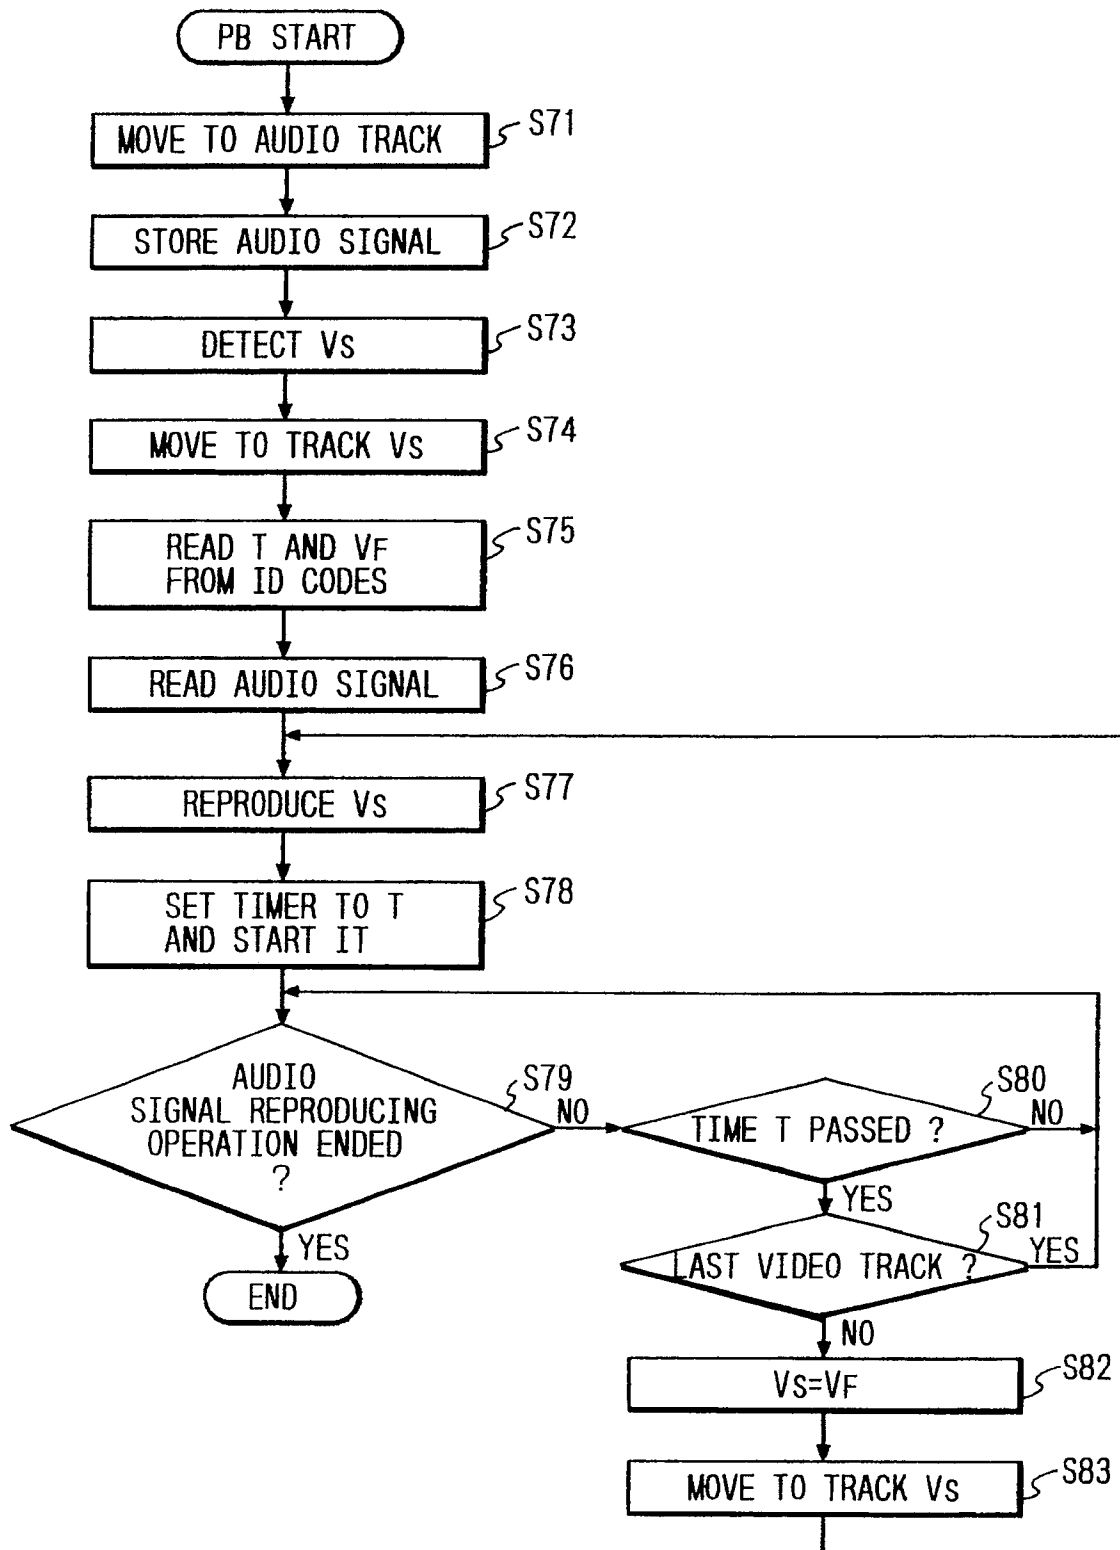 PB START
MOVE TO AUDIO TRACK
S71
STORE AUDIO SIGNAL
S72
DETECT VS
S73
MOVE TO TRACK VS
S74
READ T AND VF
FROM ID CODES
S75
READ AUDIO SIGNAL
S76
REPRODUCE VS
S77
SET TIMER TO T
AND START IT
S78
AUDIO
SIGNAL REPRODUCING
OPERATION ENDED
?
S79
NO
YES
END
TIME T PASSED ?
S80
NO
YES
LAST VIDEO TRACK ?
S81
YES
NO
VS=VF
S82
MOVE TO TRACK VS
S83